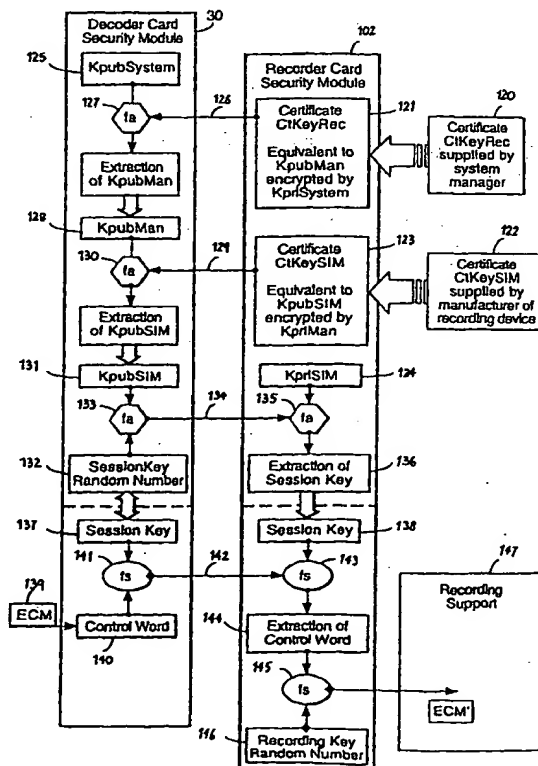 Decoder Card
Security Module
30
125
KpubSystem
127
fa
126
Extraction
of KpubMan
128
KpubMan
130
fa
129
Extraction
of KpubSIM
131
KpubSIM
133
fa
134
132
SessionKey
Random Number
137
Session Key
141
fs
142
139
ECM
Control Word
140
102
Recorder Card
Security Module
121
Certificate
CtKeyRec
Equivalent to
KpubMan
encrypted by
KpriSystem
120
Certificate
CtKeyRec
supplied by
system
manager
123
Certificate
CtKeySIM
Equivalent to
KpubSIM
encrypted by
KpriMan
122
Certificate
CtKeySIM
supplied by
manufacturer of
recording device
KpriSIM
124
135
fa
Extraction of
Session Key
136
Session Key
138
fs
143
144
Extraction of
Control Word
145
fs
146
Recording Key
Random Number
147
Recording
Support
ECM'